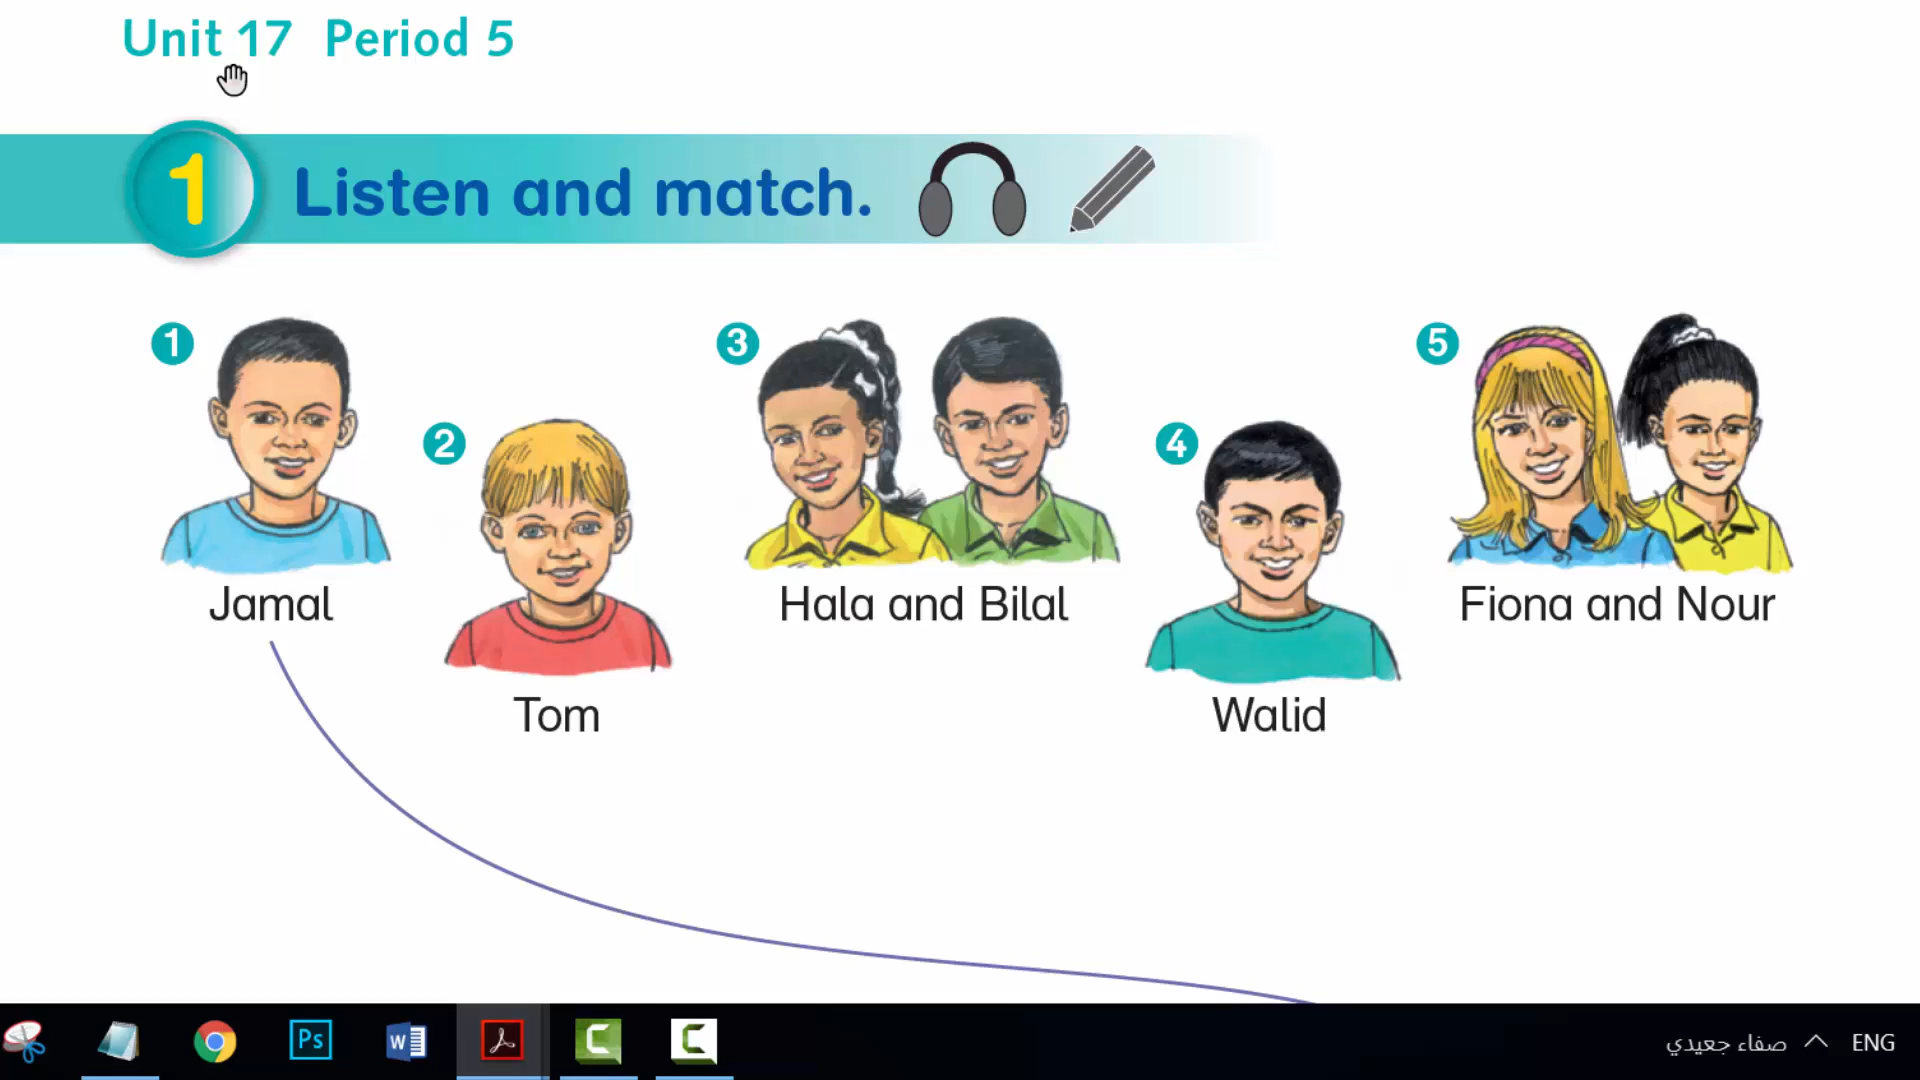 Unit 17 Period 5
1 Listen and match.
1
2
3
4
5
Jamal
Hala and Bilal
Fiona and Nour
Tom
Walid
Ps
W
صفاء جعيدي
ENG